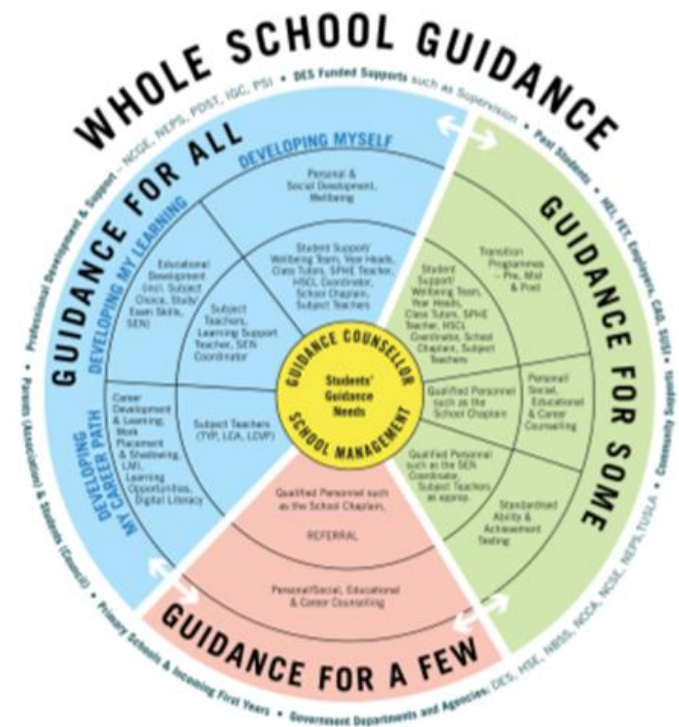 WHOLE SCHOOL GUIDANCE
Professional Development & Support – NCGE, NEPS, PDST, IGC, PSI • DES Funded Supports such as Supervision • Past Students • HEI, FET, Employers, CAO, SUSI • Community Support
Government Departments and Agencies: DES, HSE, NBSS, NCCA, NCSE, NEPS, TUSLA
Parents (Association) & Students (Council) • Primary Schools & Incoming First Years •
GUIDANCE FOR ALL
DEVELOPING MYSELF
Personal &
Social Development,
Wellbeing
Student Support/
Wellbeing Team, Year Heads,
Class Tutors, SPHE Teacher,
HSCL Coordinator,
School Chaplain,
Subject Teachers
DEVELOPING MY LEARNING
Educational
Development
(incl. Subject
Choice, Study/
Exam Skills,
SEN)
Subject
Teachers,
Learning Support
Teacher, SEN
Coordinator
DEVELOPING
MY CAREER PATH
Career
Development
& Learning,
Work
Placement
& Shadowing,
LMI,
Learning
Opportunities,
Digital Literacy
Subject Teachers
(TYP, LCA, LCVP)
GUIDANCE COUNSELLOR
Students'
Guidance
Needs
SCHOOL MANAGEMENT
GUIDANCE FOR SOME
Transition
Programmes
– Pre, Mid
& Post
Student
Support/
Wellbeing Team,
Year Heads,
Class Tutors, SPHE
Teacher, HSCL
Coordinator, School
Chaplain, Subject
Teachers
Personal/
Social,
Educational
& Career
Counselling
Qualified Personnel
such as the
School Chaplain
Qualified Personnel
such as the SEN
Coordinator,
Subject Teachers,
as approp.
Standardised
Ability &
Achievement
Testing
Qualified Personnel such
as the School Chaplain,
REFERRAL
Personal/Social, Educational
& Career Counselling
GUIDANCE FOR A FEW